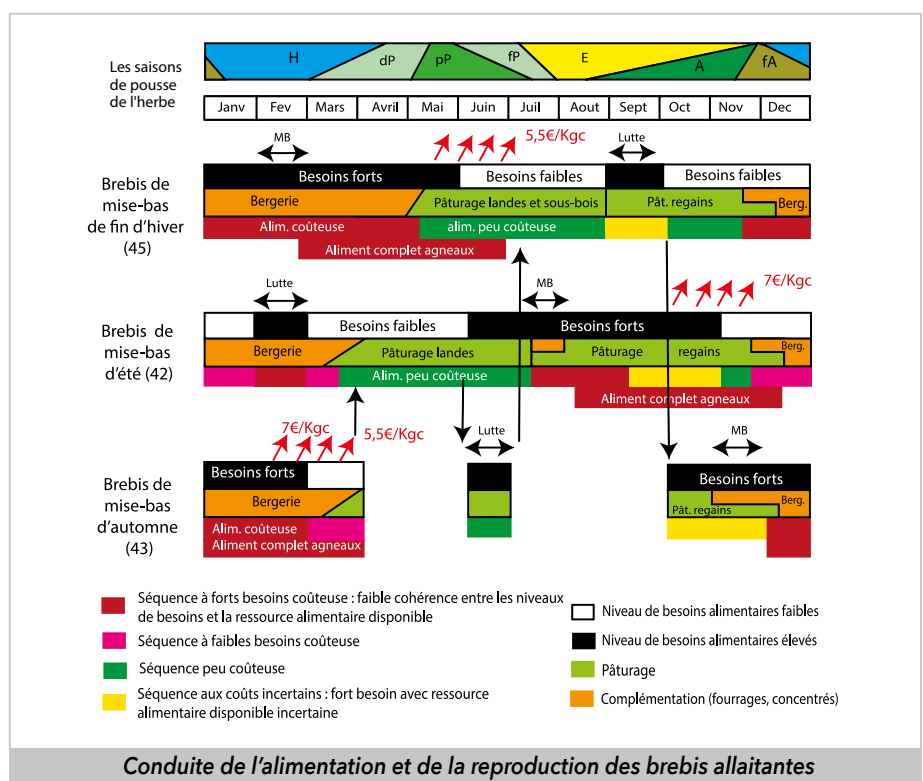 H dP pP fP E A fA
Les saisons
de pousse
de l'herbe
Janv Fev Mars Avril Mai Juin Juil Aout Sept Oct Nov Dec
MB 5,5€/Kgc Lutte
Brebis de
mise-bas
de fin d'hiver
(45)
Besoins forts Besoins faibles Besoins faibles
Bergerie Pâturage landes et sous-bois Pât. regains Berg.
Alim. coûteuse alim. peu coûteuse
Aliment complet agneaux
Lutte MB 7€/Kgc
Brebis de
mise-bas
d'été (42)
Besoins faibles Besoins forts
Bergerie Pâturage landes Pâturage regains Berg.
Alim. peu coûteuse
Aliment complet agneaux
7€/Kgc 5,5€/Kgc Lutte MB
Brebis de
mise-bas
d'automne
(43)
Besoins forts Besoins forts
Bergerie Pât. regains Berg.
Alim. coûteuse
Aliment complet agneaux
Séquence à forts besoins coûteuse : faible cohérence entre les niveaux
de besoins et la ressource alimentaire disponible
Séquence à faibles besoins coûteuse
Séquence peu coûteuse
Séquence aux coûts incertains : fort besoin avec ressource
alimentaire disponible incertaine
Niveau de besoins alimentaires faibles
Niveau de besoins alimentaires élevés
Pâturage
Complémentation (fourrages, concentrés)
Conduite de l'alimentation et de la reproduction des brebis allaitantes